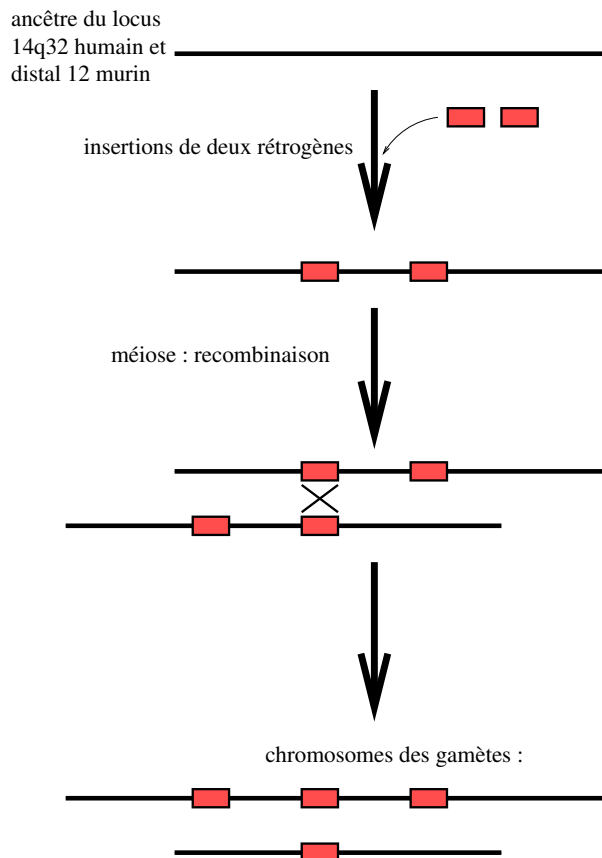 ancêtre du locus
14q32 humain et
distal 12 murin
insertions de deux rétrogènes
méiose : recombinaison
chromosomes des gamètes :